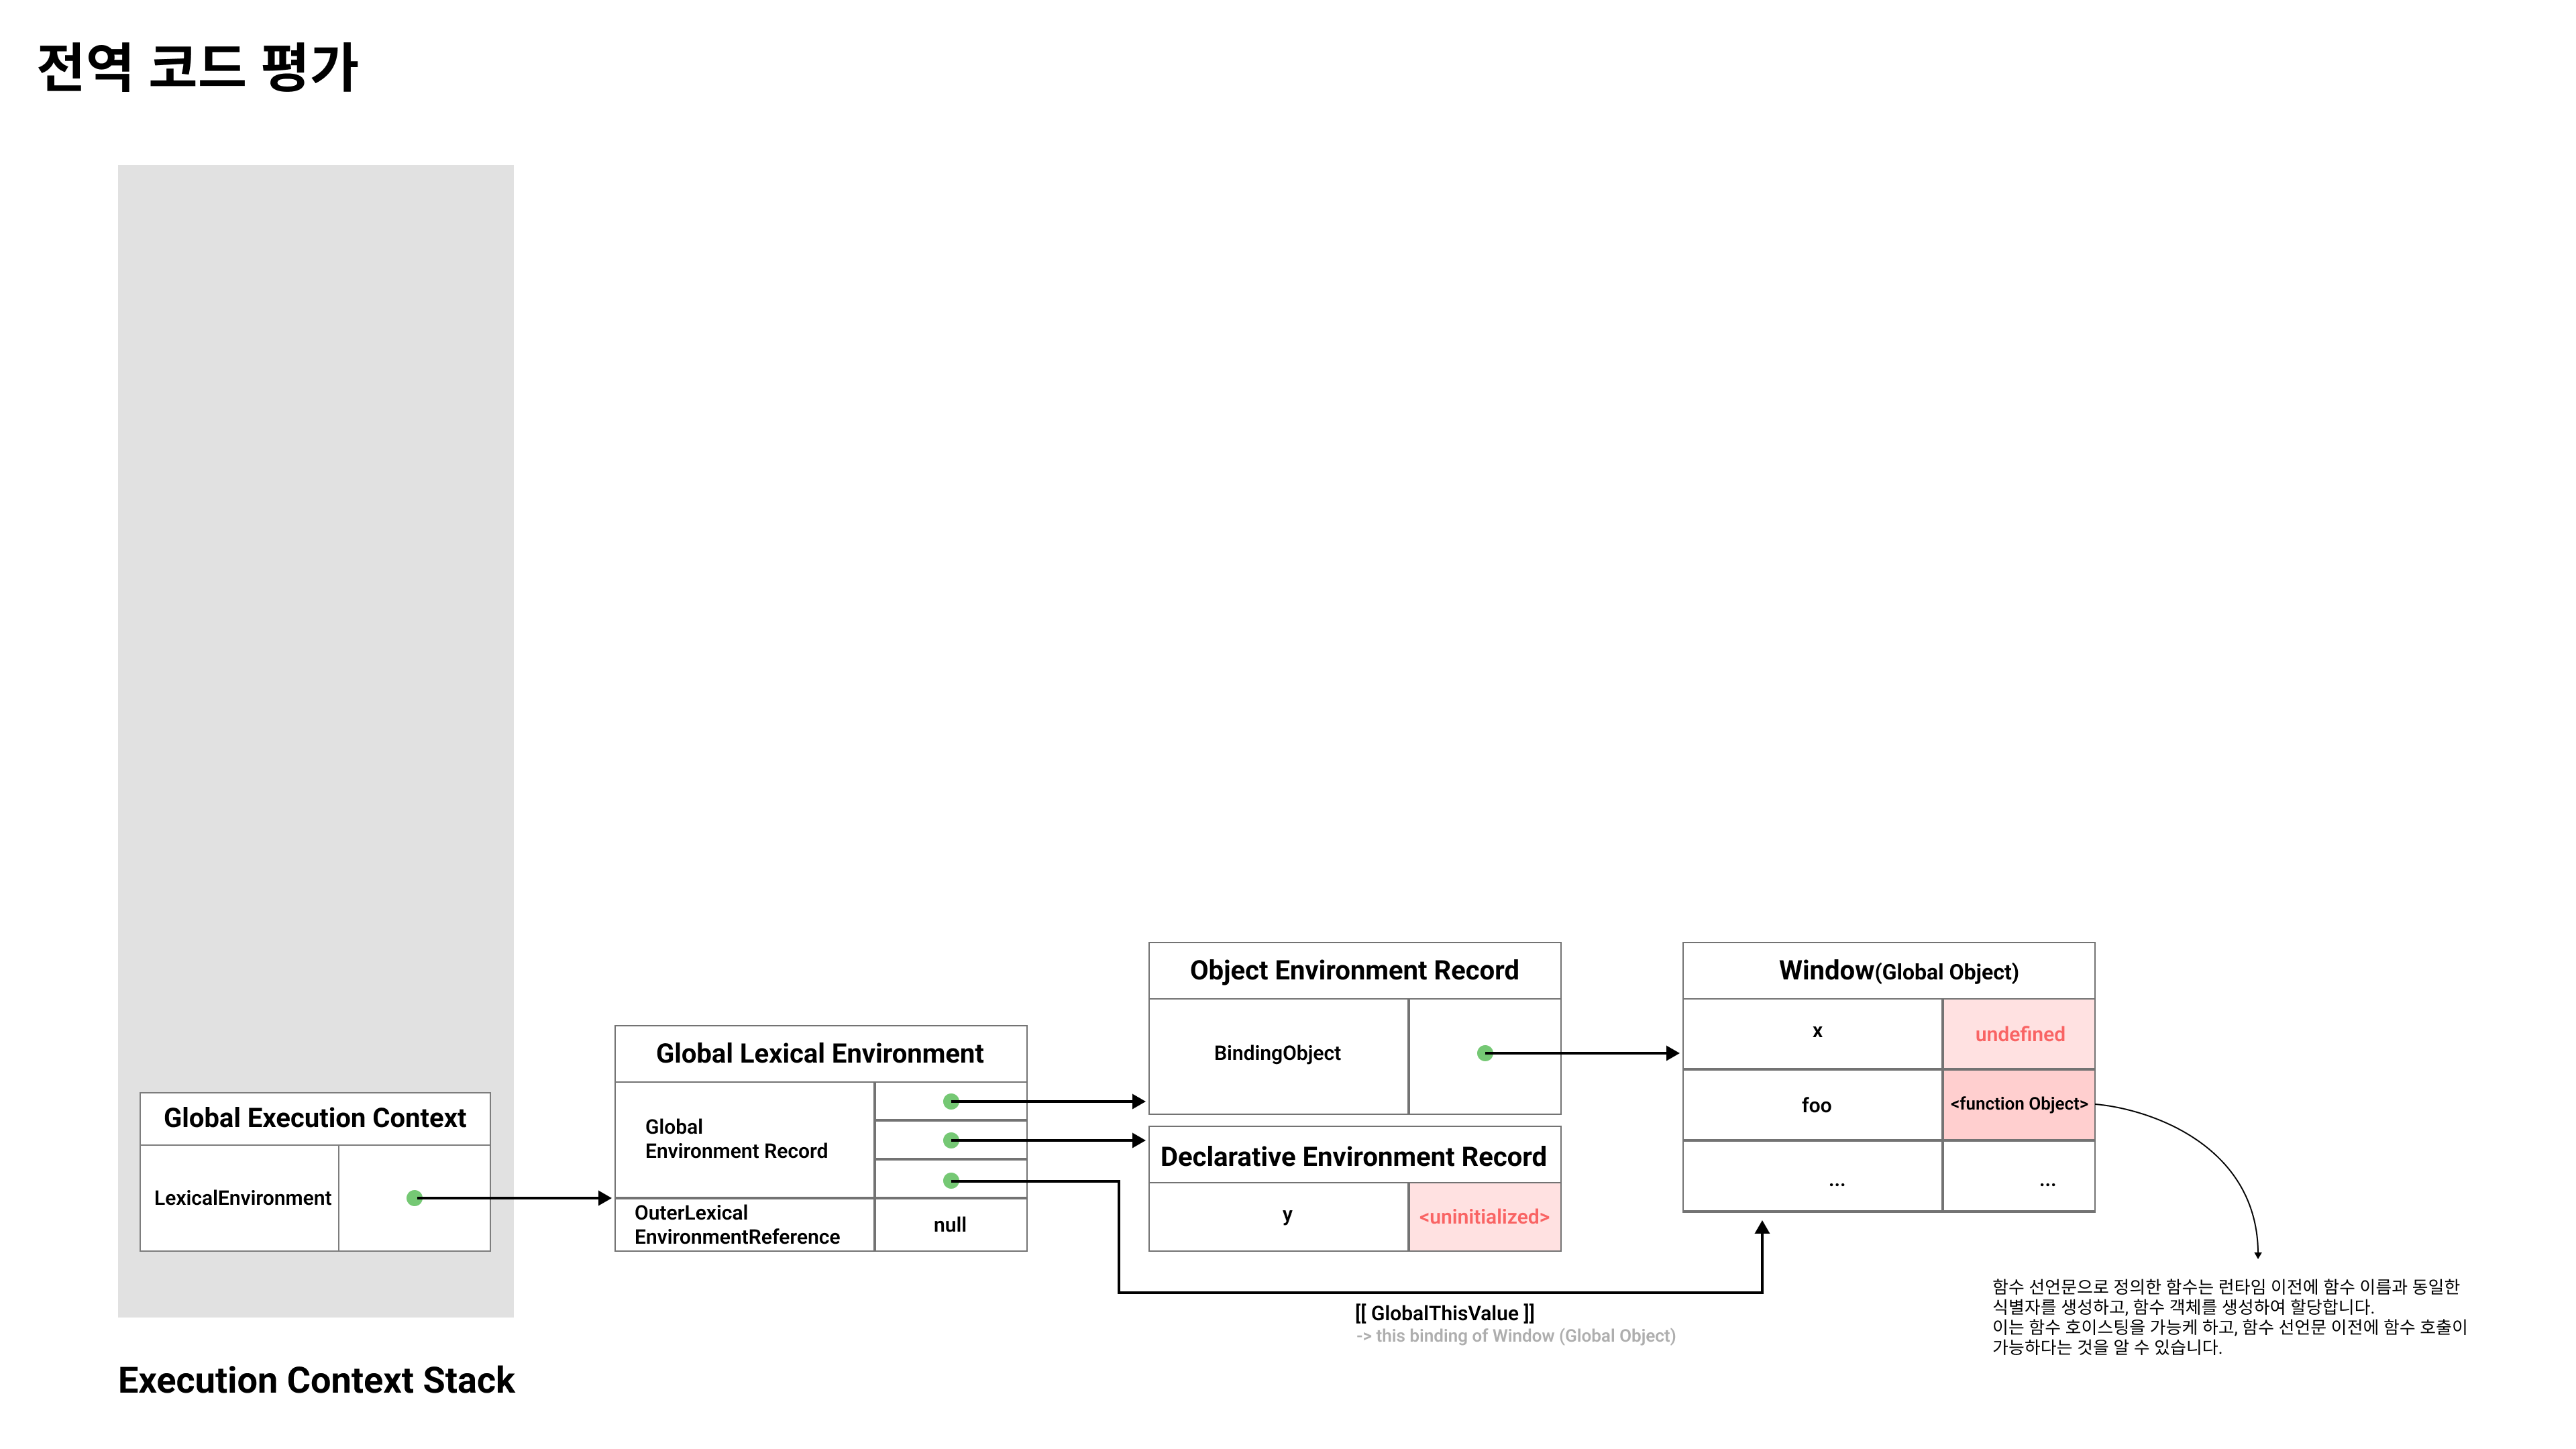 전역 코드 평가
Global Execution Context
LexicalEnvironment
Execution Context Stack
Global Lexical Environment
Global
Environment Record
OuterLexical
EnvironmentReference
null
Object Environment Record
BindingObject
Declarative Environment Record
y
<uninitialized>
[[ GlobalThisValue ]]
-> this binding of Window (Global Object)
Window(Global Object)
x
undefined
foo
<function Object>
...
...
함수 선언문으로 정의한 함수는 런타임 이전에 함수 이름과 동일한
식별자를 생성하고, 함수 객체를 생성하여 할당합니다.
이는 함수 호이스팅을 가능케 하고, 함수 선언문 이전에 함수 호출이
가능하다는 것을 알 수 있습니다.